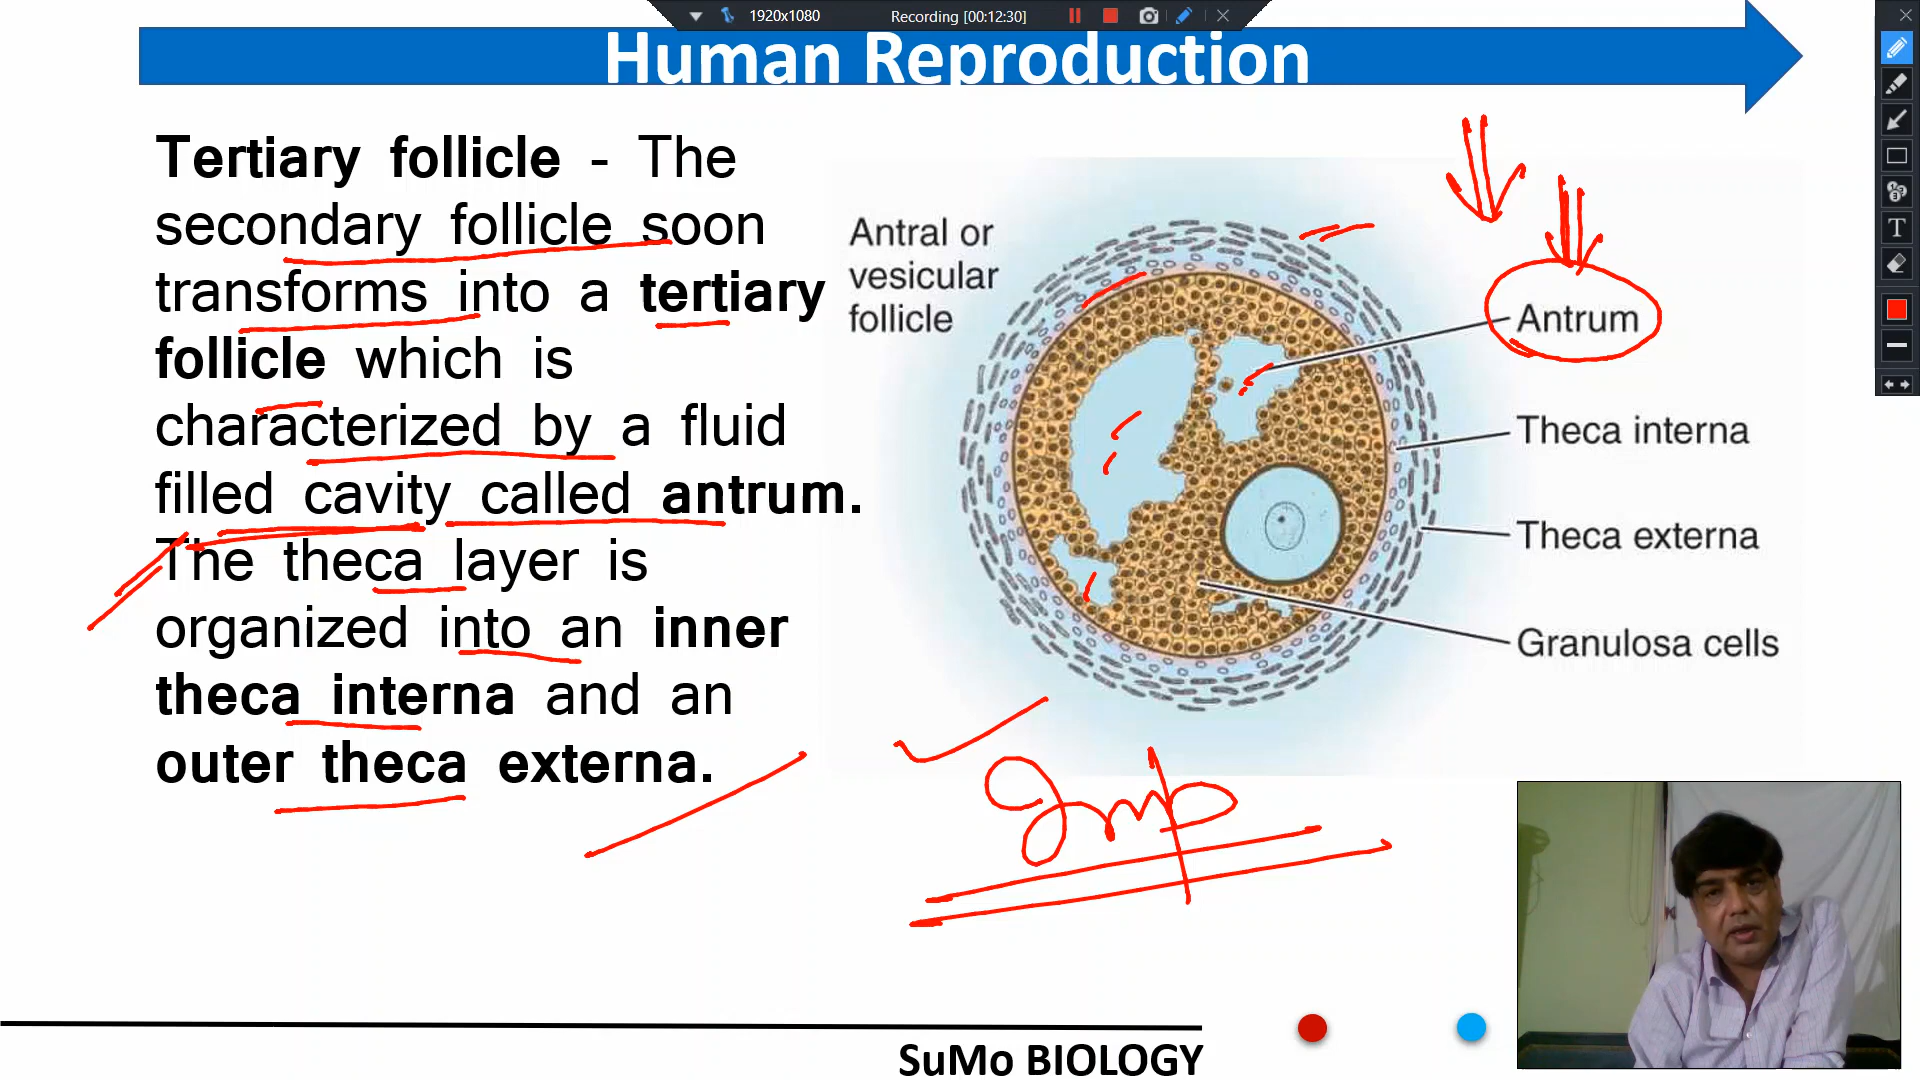 1920x1080
Recording [00:12:30]
Human Reproduction
Tertiary follicle - The
secondary follicle soon
transforms into a tertiary
follicle which is
characterized by a fluid
filled cavity called antrum.
The theca layer is
organized into an inner
theca interna and an
outer theca externa.
Antral or
vesicular
follicle
Antrum
Theca interna
Theca externa
Granulosa cells
Imp
SuMo BIOLOGY